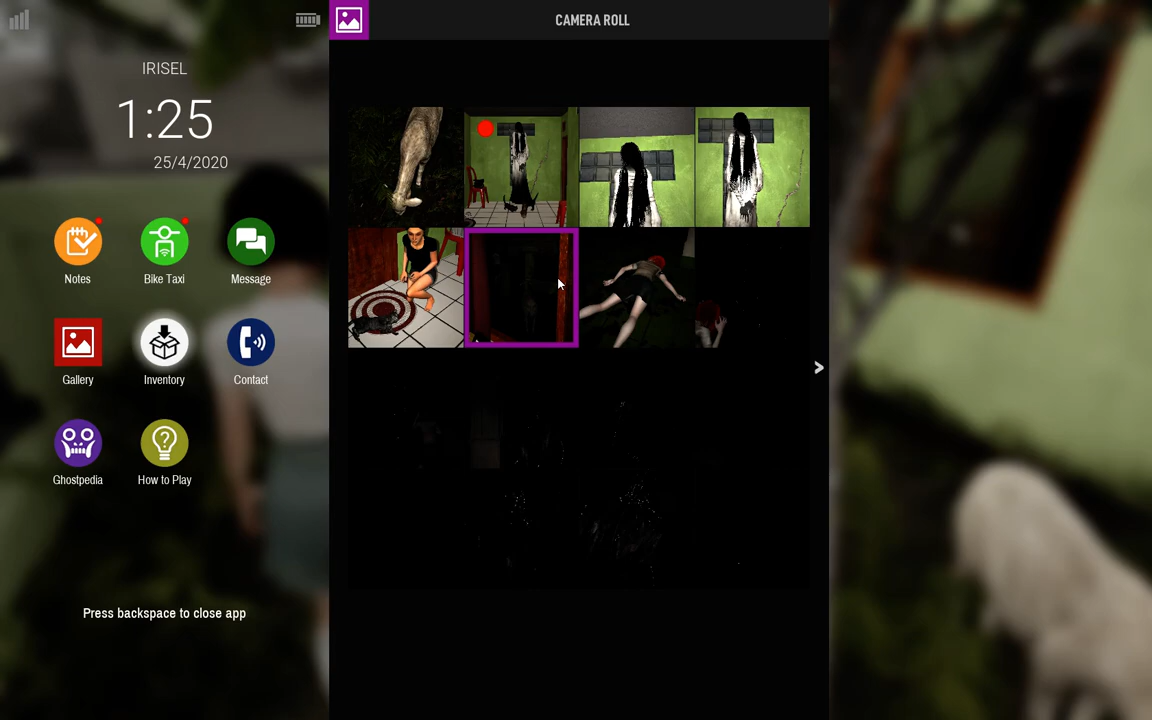 CAMERA ROLL
IRISEL
1:25
25/4/2020
Notes
Bike Taxi
Message
Gallery
Inventory
Contact
Ghostpedia
How to Play
Press backspace to close app